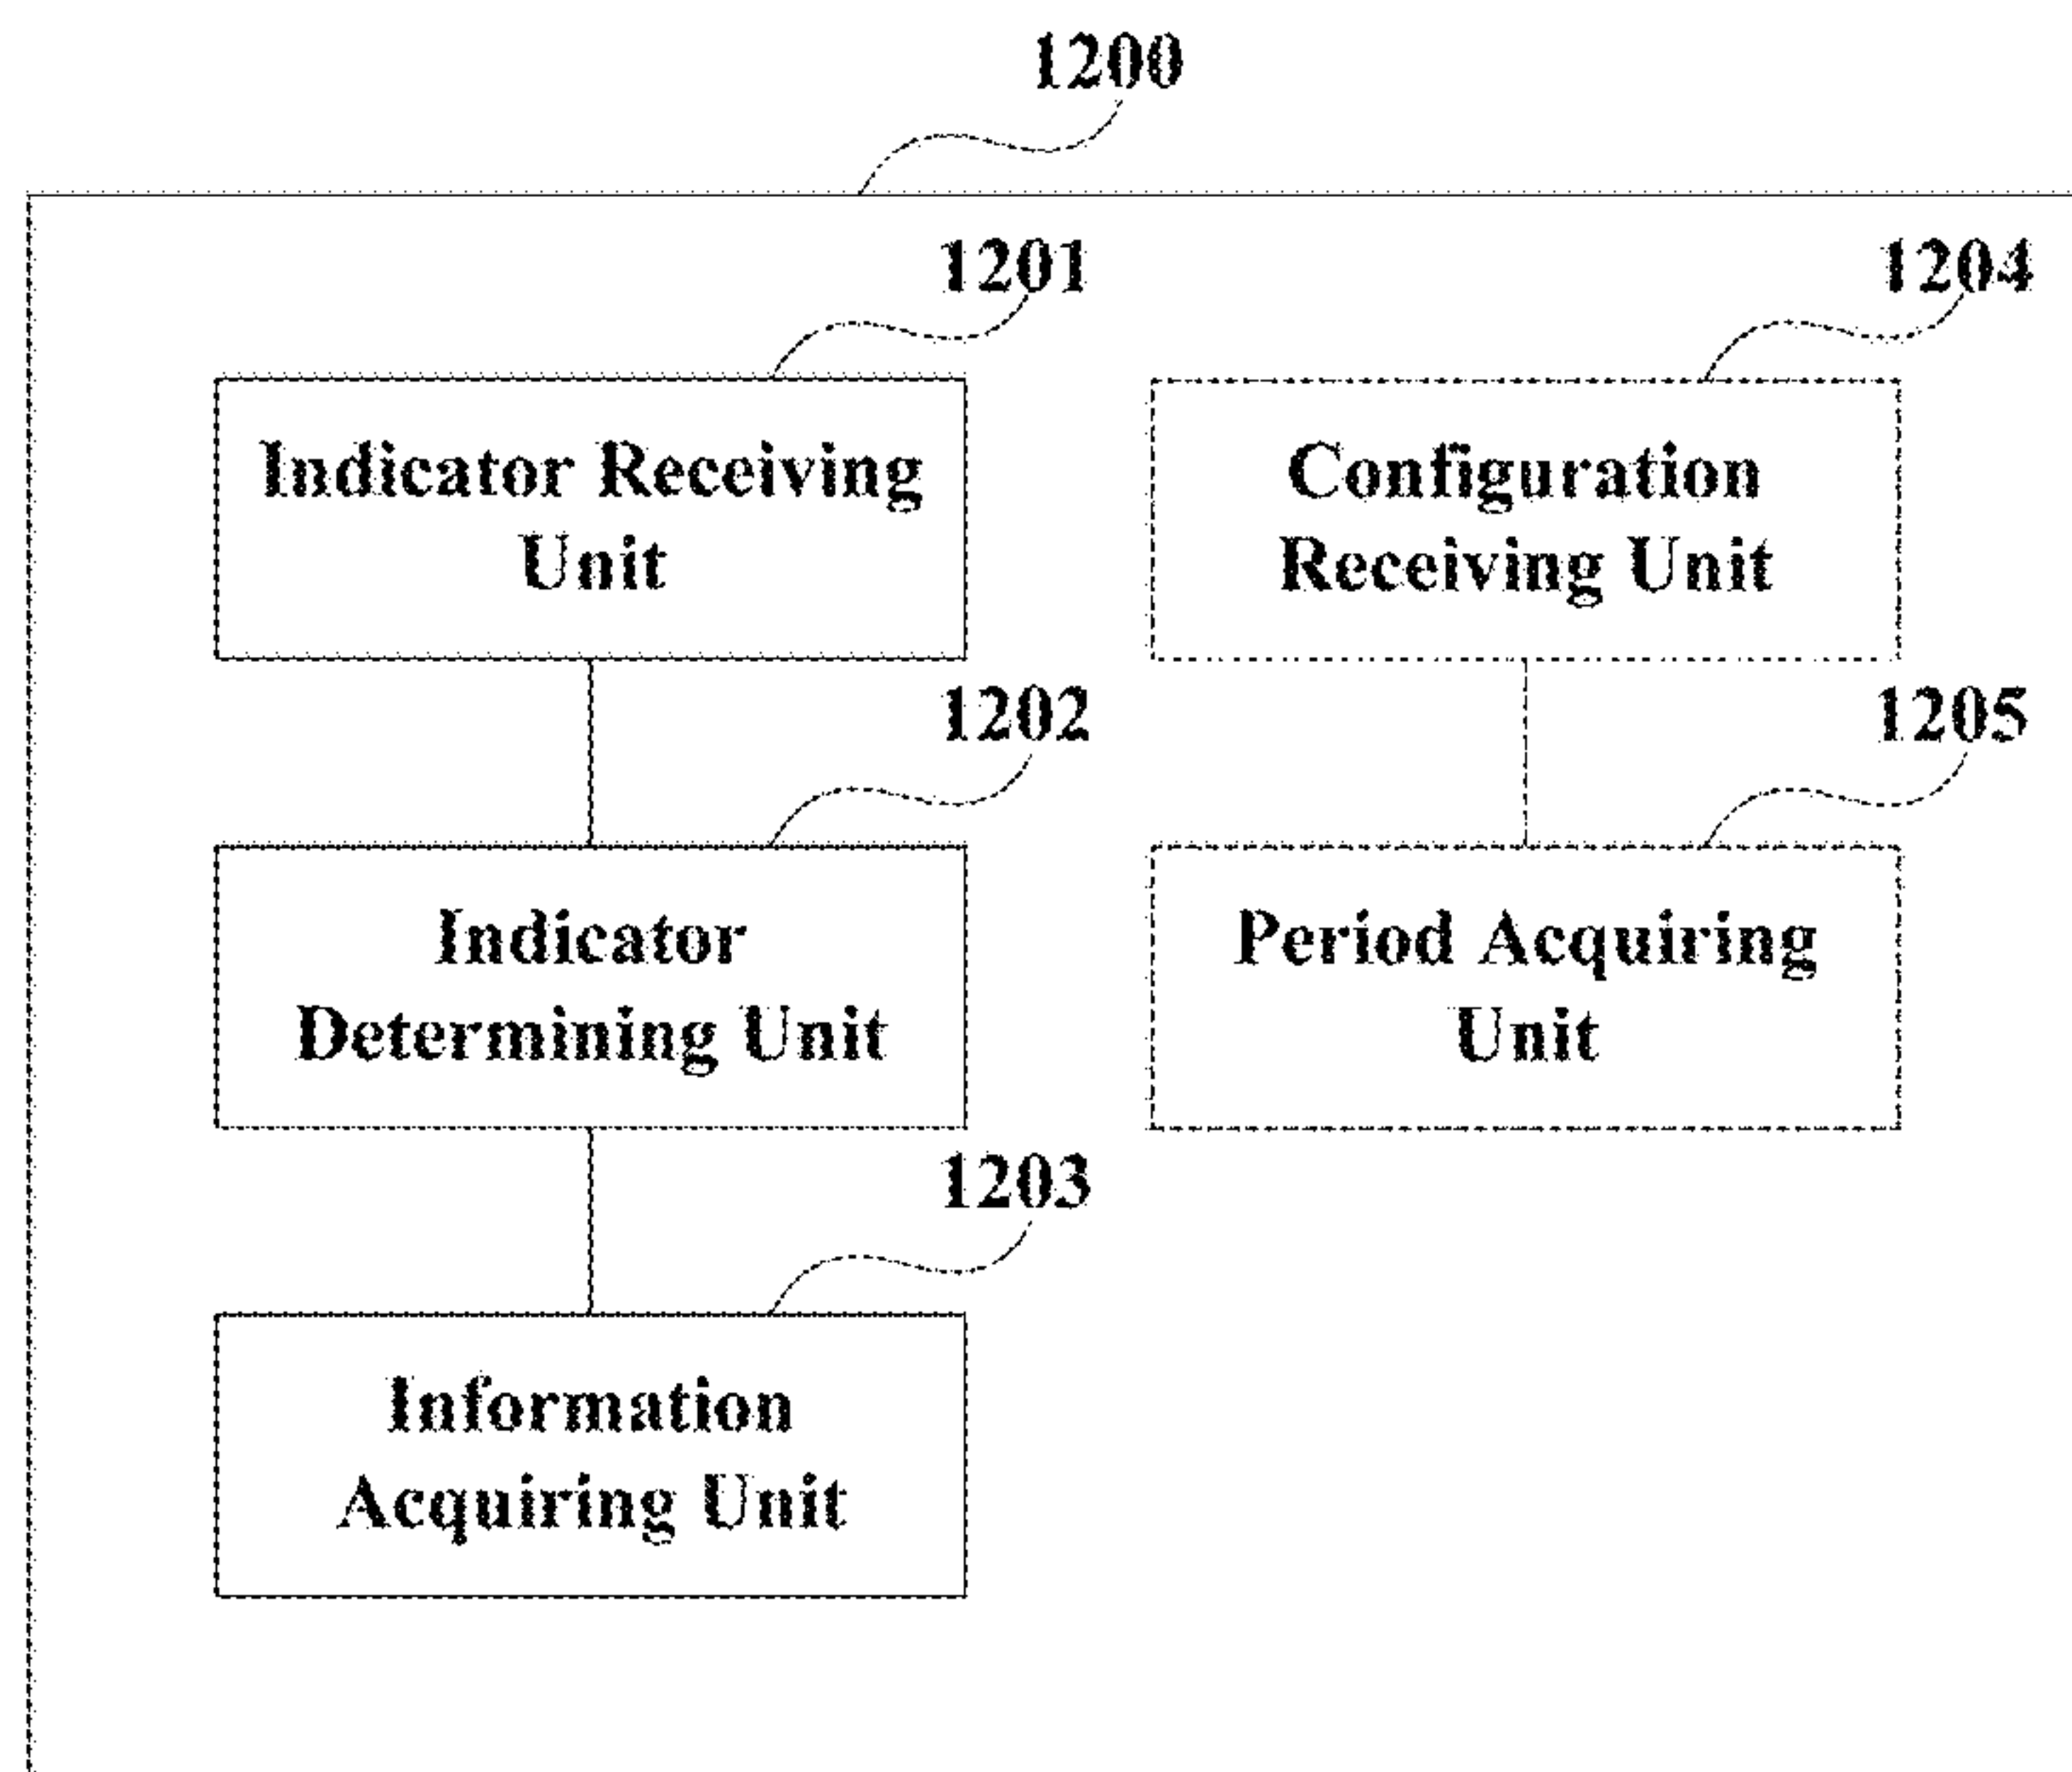 1200
1201
Indicator Receiving
Unit
1202
Indicator
Determining Unit
1203
Information
Acquiring Unit
1204
Configuration
Receiving Unit
1205
Period Acquiring
Unit